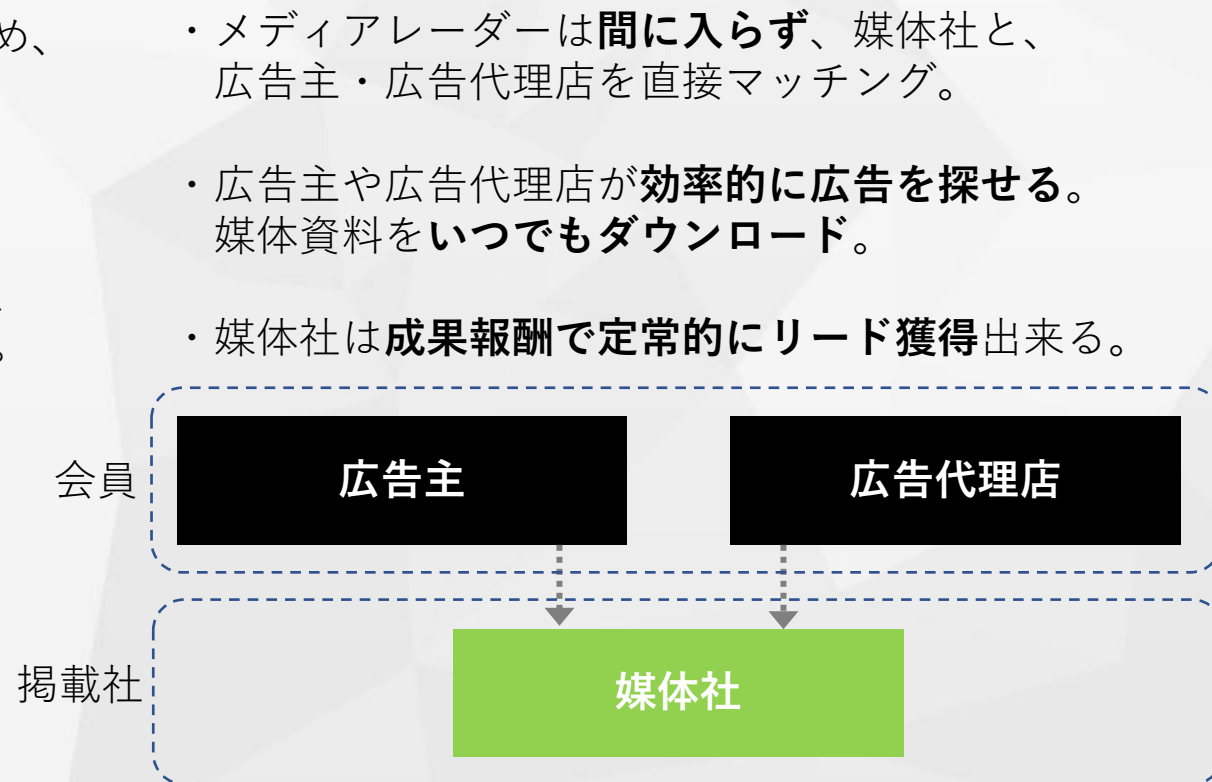 め、
。
・メディアレーダーは間に入らず、媒体社と、
広告主・広告代理店を直接マッチング。
・広告主や広告代理店が効率的に広告を探せる。
媒体資料をいつでもダウンロード。
・媒体社は成果報酬で定常的にリード獲得出来る。
会員
広告主
広告代理店
掲載社
媒体社